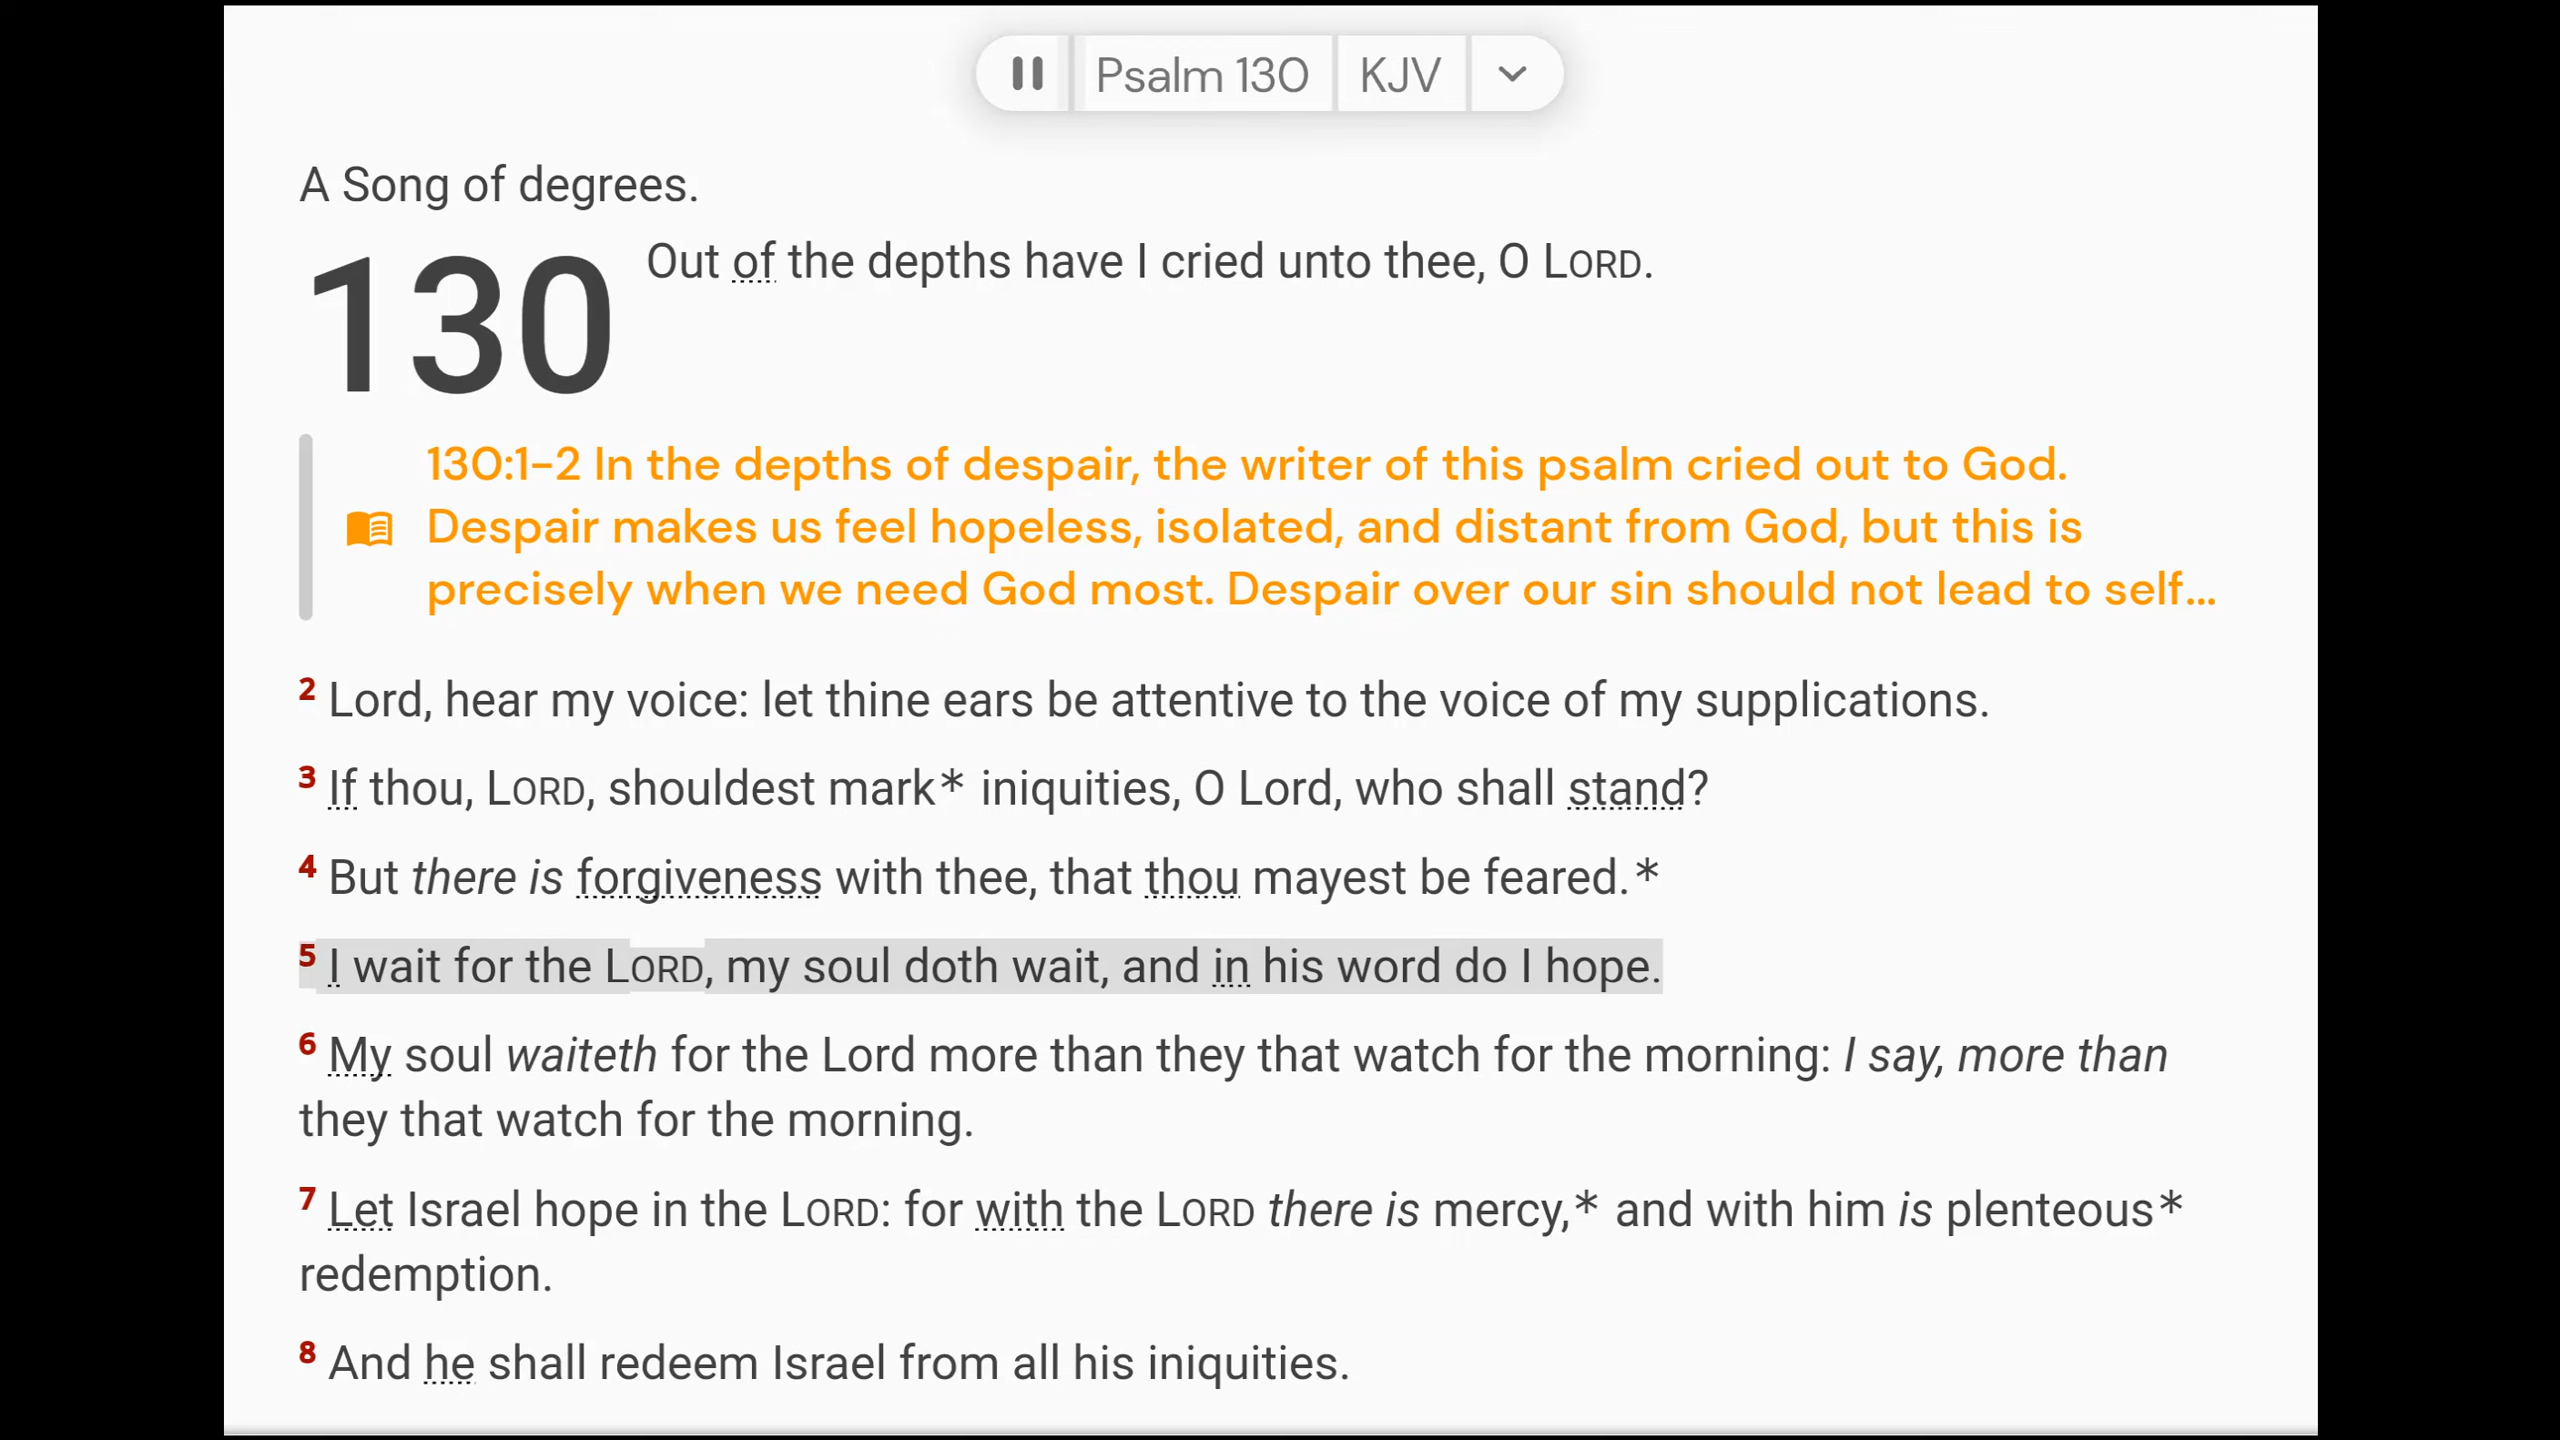 Psalm 130 KJV
A Song of degrees.
130 Out of the depths have I cried unto thee, O LORD.
130:1–2 In the depths of despair, the writer of this psalm cried out to God.
Despair makes us feel hopeless, isolated, and distant from God, but this is
precisely when we need God most. Despair over our sin should not lead to self...
2 Lord, hear my voice: let thine ears be attentive to the voice of my supplications.
3 If thou, LORD, shouldest mark* iniquities, O Lord, who shall stand?
4 But there is forgiveness with thee, that thou mayest be feared.*
5 I wait for the LORD, my soul doth wait, and in his word do I hope.
6 My soul waiteth for the Lord more than they that watch for the morning: I say, more than
they that watch for the morning.
7 Let Israel hope in the LORD: for with the LORD there is mercy,* and with him is plenteous*
redemption.
8 And he shall redeem Israel from all his iniquities.